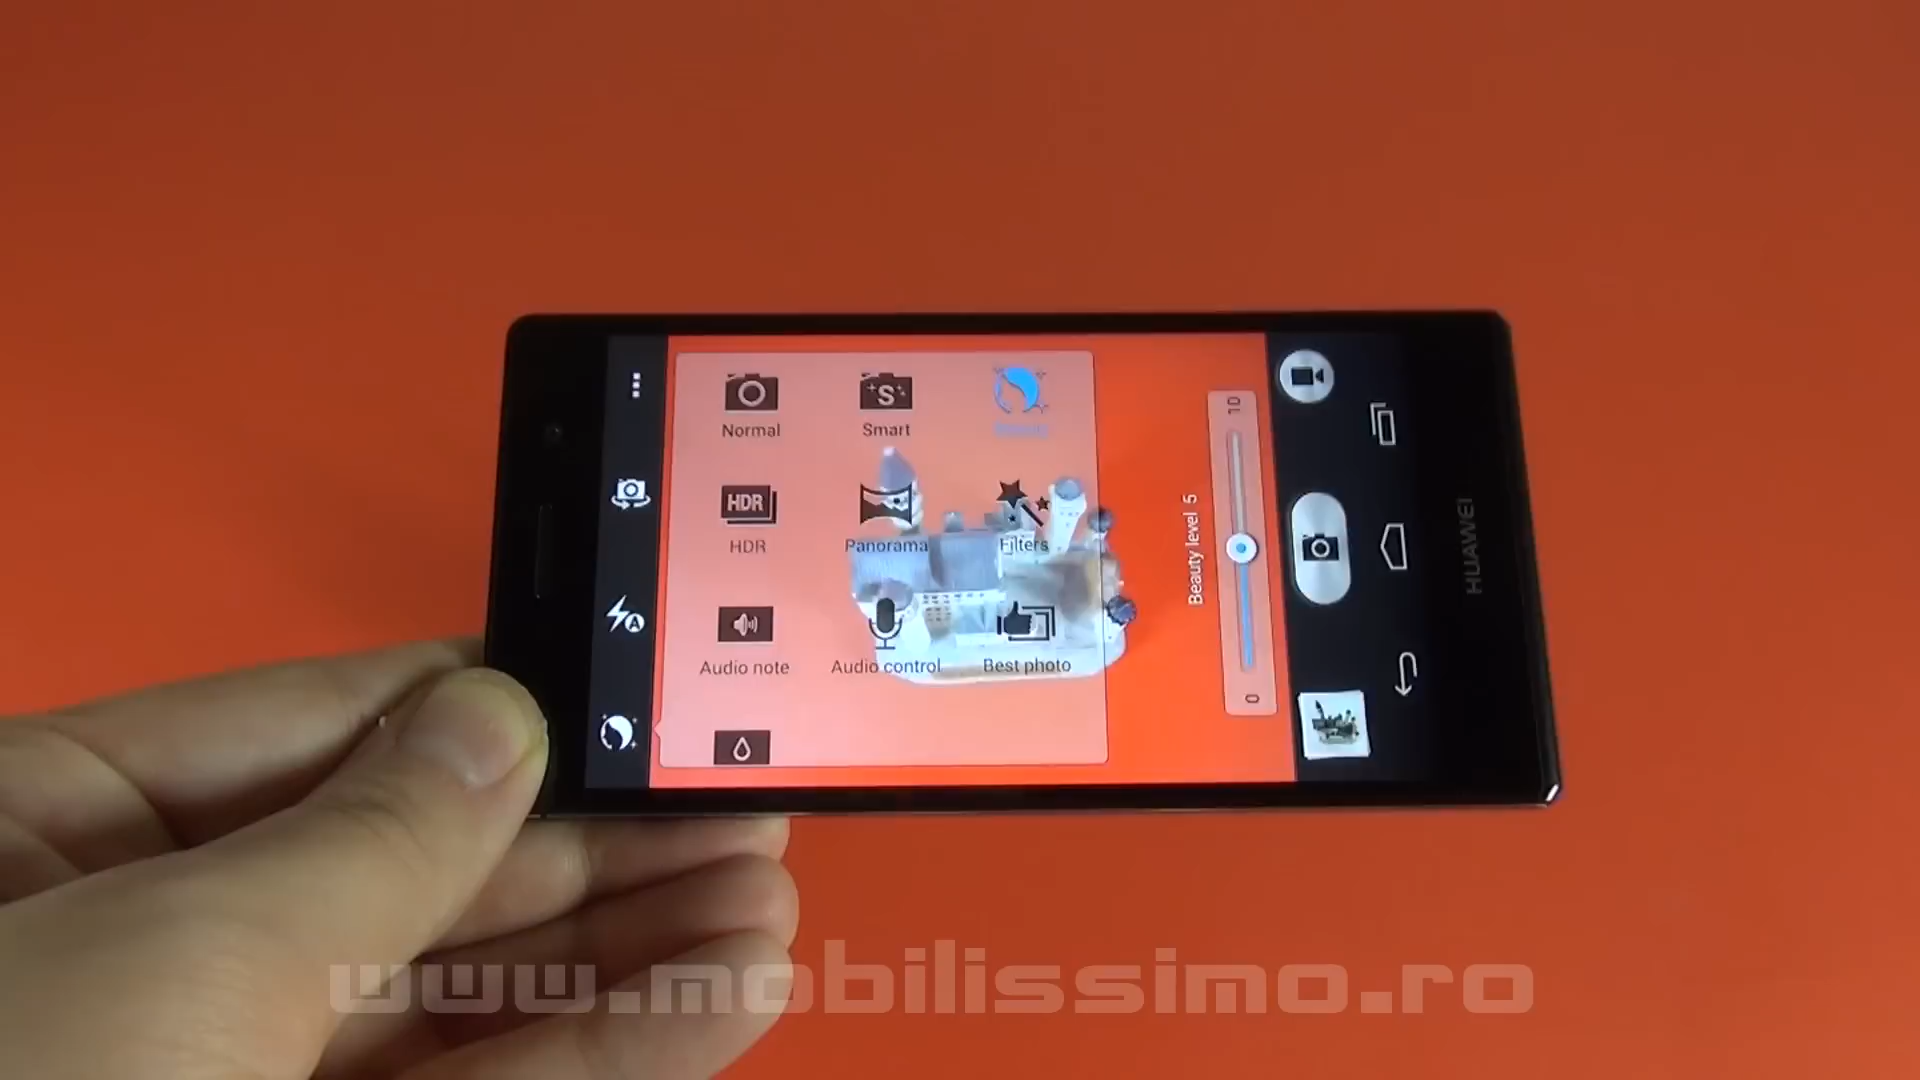 Normal
Smart
HDR
Panorama
Filters
Audio note
Audio control
Best photo
Beauty level 5
10
0
HUAWEI
www.mobilissimo.ro